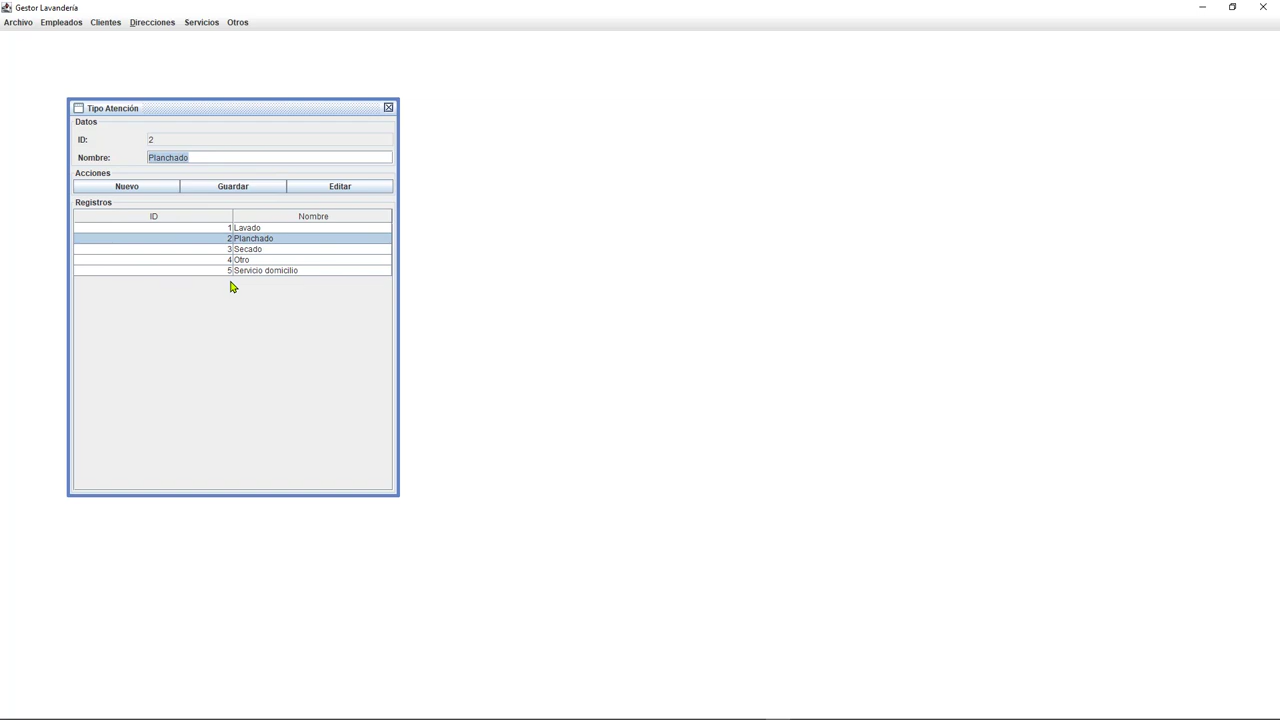 Gestor Lavandería
Archivo Empleados Clientes Direcciones Servicios Otros
Tipo Atención
Datos
ID: 2
Nombre: Planchado
Acciones
Nuevo Guardar Editar
Registros
ID Nombre
1 Lavado
2 Planchado
3 Secado
4 Otro
5 Servicio domicilio